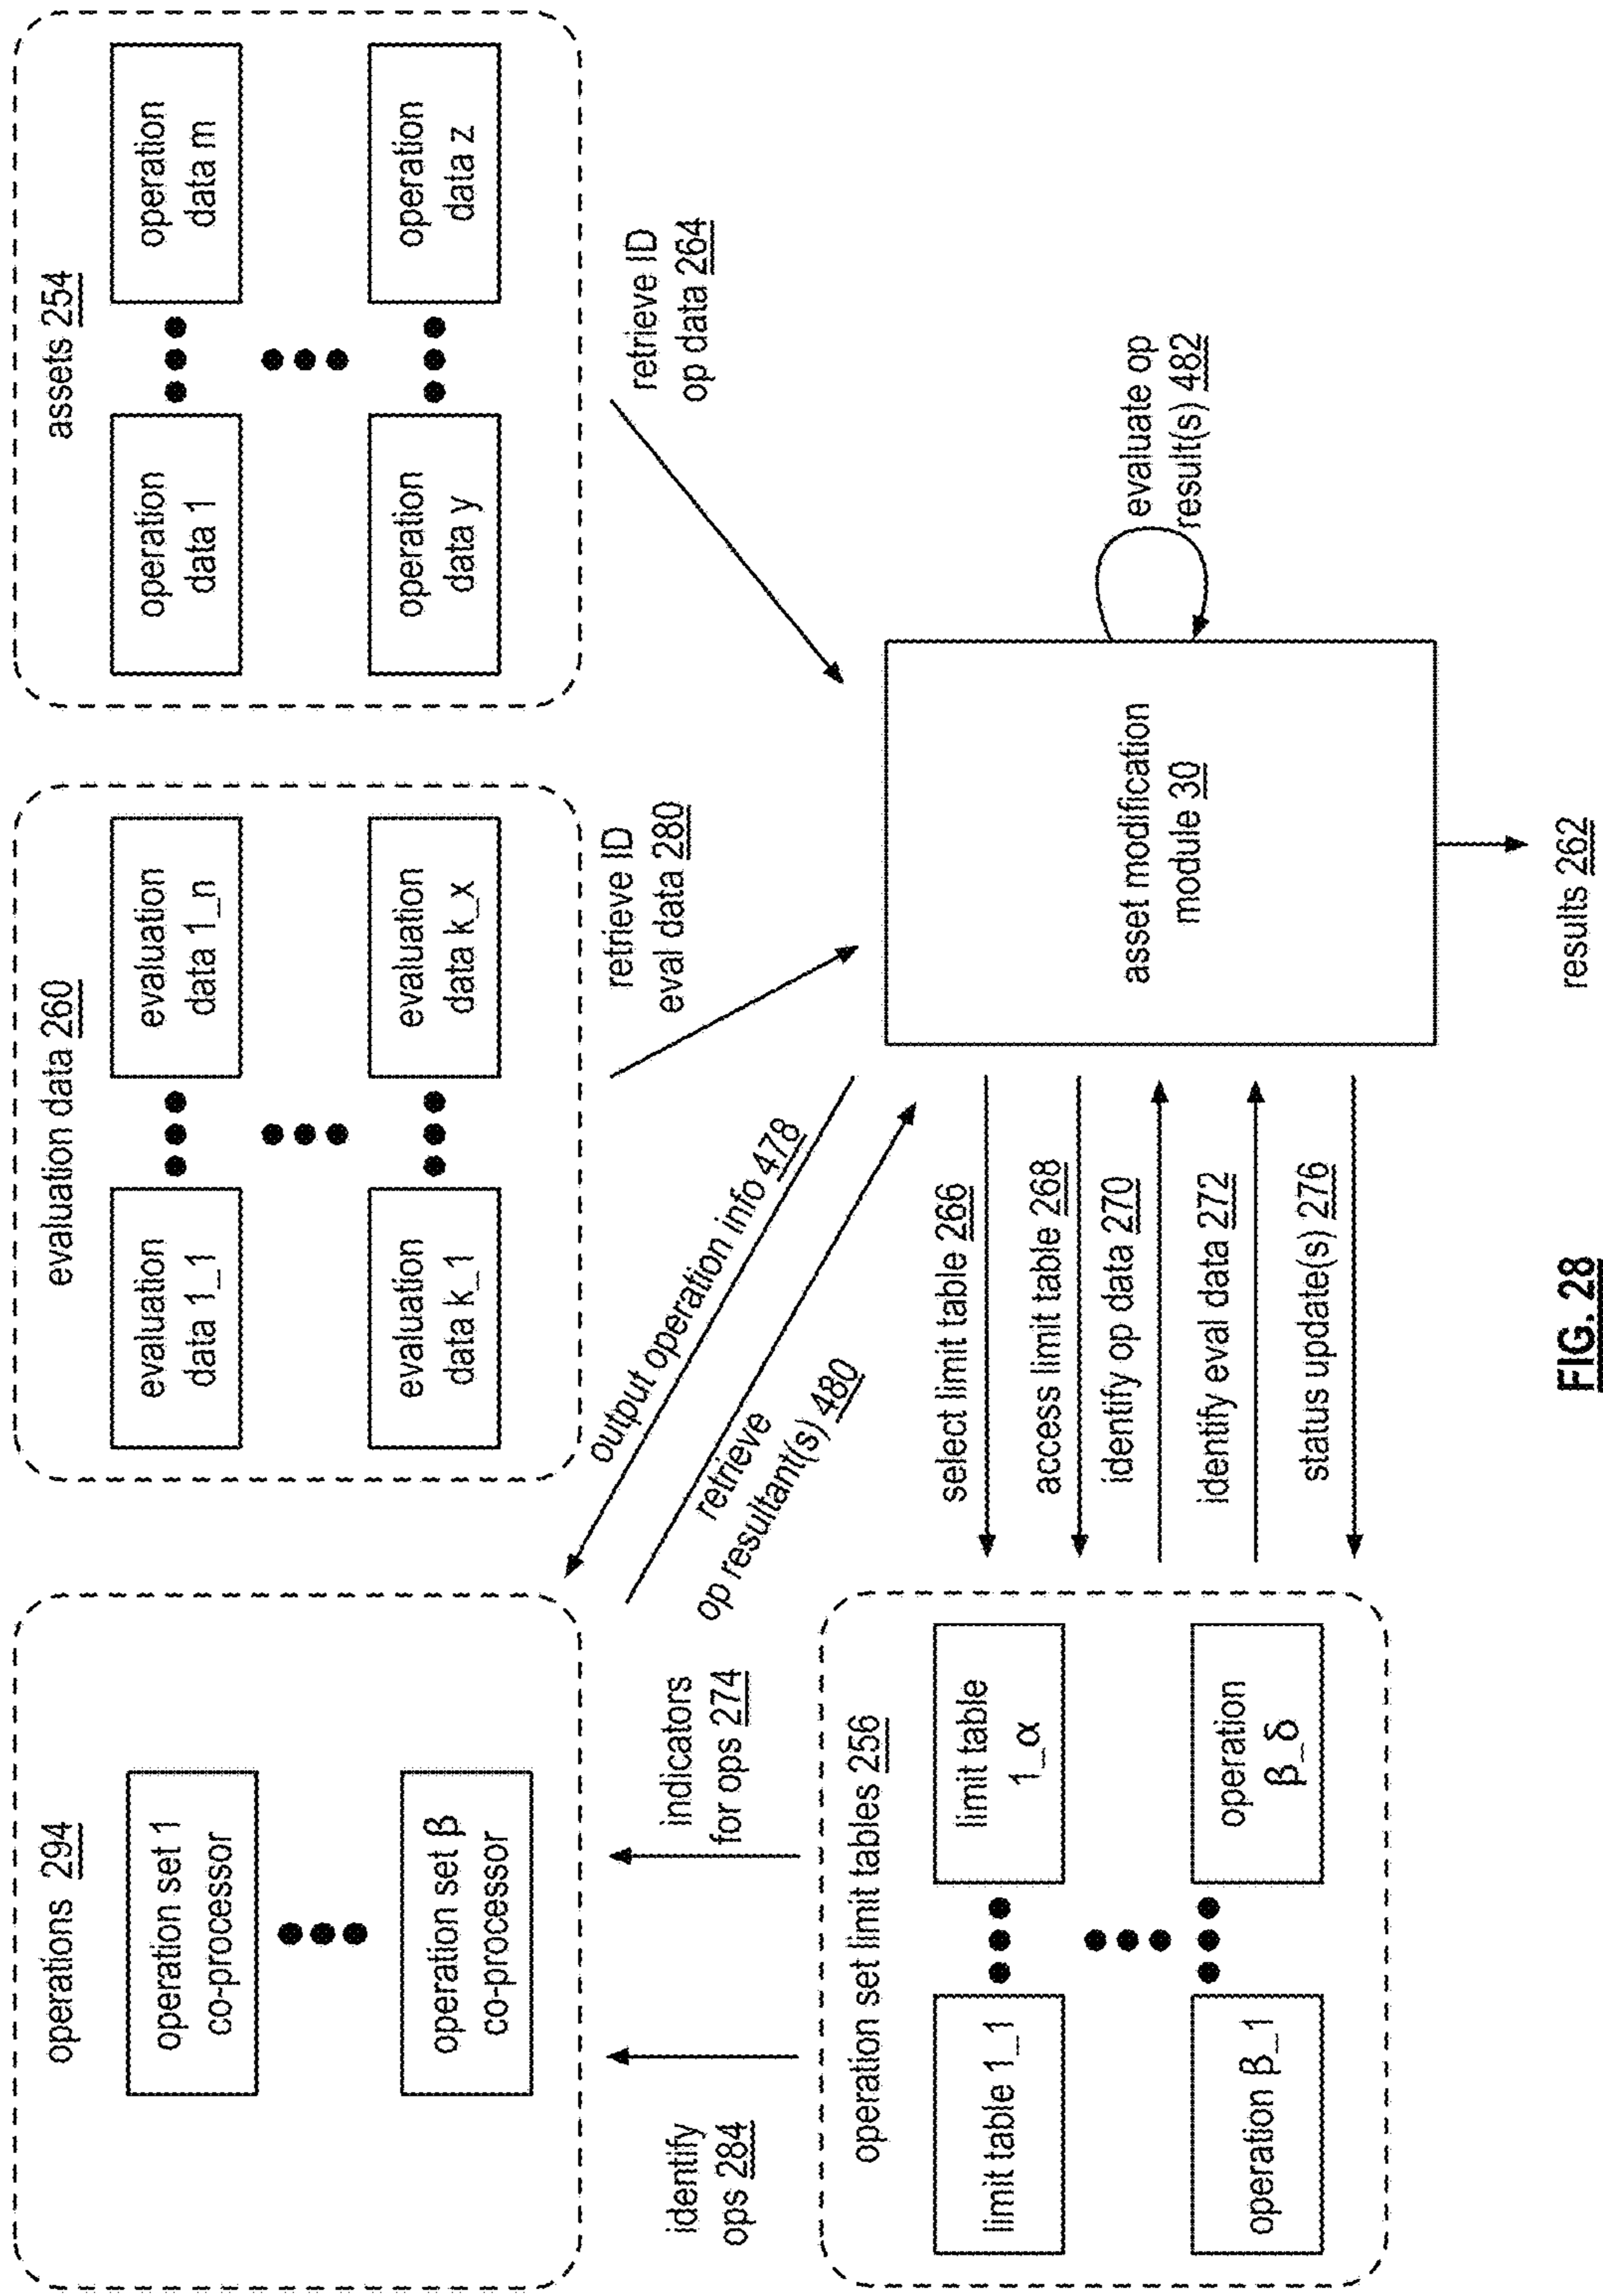 operations 294
operation set 1
co-processor
operation set β
co-processor
evaluation data 260
evaluation
data 1_1
evaluation
data 1_n
evaluation
data k_1
evaluation
data k_x
assets 254
operation
data 1
operation
data m
operation
data y
operation
data z
identify
ops 284
indicators
for ops 274
output operation info 478
retrieve
op resultant(s) 480
retrieve ID
eval data 280
retrieve ID
op data 264
operation set limit tables 256
limit table 1_1
limit table
1_α
operation β_1
operation
β_δ
select limit table 266
access limit table 268
identify op data 270
identify eval data 272
status update(s) 276
asset modification
module 30
evaluate op
result(s) 482
results 262
FIG. 28